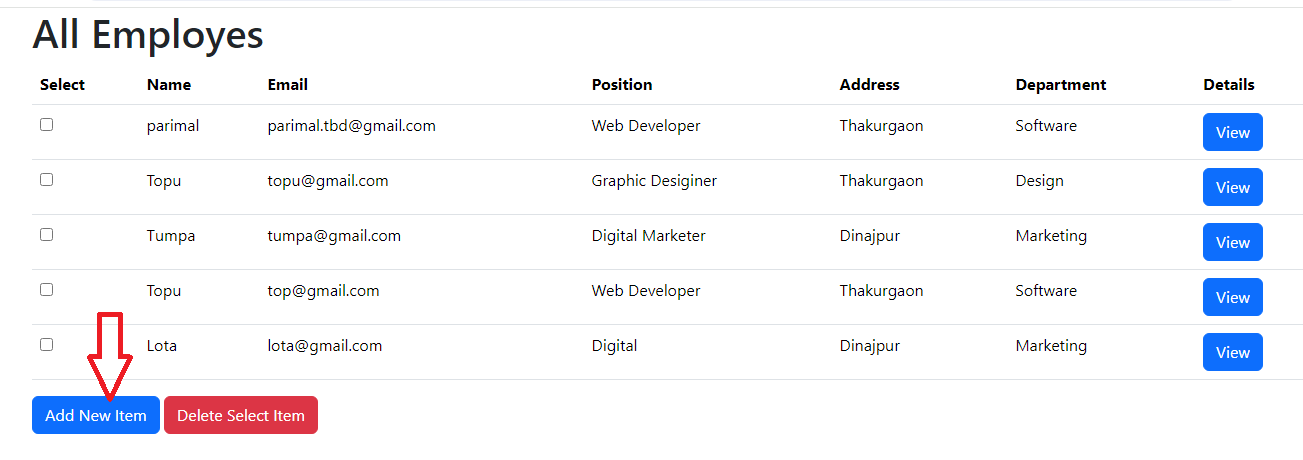 All Employes
Select Name Email Position Address Department Details
parimal parimal.tbd@gmail.com Web Developer Thakurgaon Software View
Topu topu@gmail.com Graphic Desiginer Thakurgaon Design View
Tumpa tumpa@gmail.com Digital Marketer Dinajpur Marketing View
Topu top@gmail.com Web Developer Thakurgaon Software View
Lota lota@gmail.com Digital Dinajpur Marketing View
Add New Item Delete Select Item